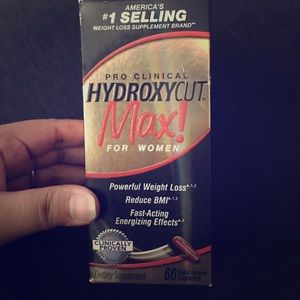 AMERICA'S
#1 SELLING
WEIGHT LOSS SUPPLEMENT BRAND**
PRO CLINICAL
HYDROXYCUT
Max!
FOR WOMEN
Powerful Weight Loss
Reduce BMI
Fast-Acting
Energizing Effects
CLINICALLY
PROVEN
Dietary Supplement
60
Capsules